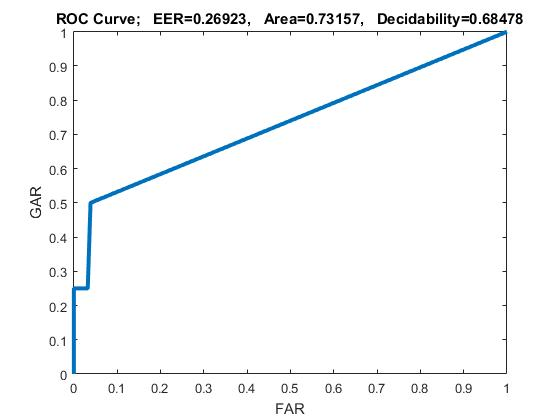 ROC Curve;   EER=0.26923,   Area=0.73157,   Decidability=0.68478
1
0.9
0.8
0.7
0.6
0.5
0.4
0.3
0.2
0.1
0
GAR
0 0.1 0.2 0.3 0.4 0.5 0.6 0.7 0.8 0.9 1
FAR